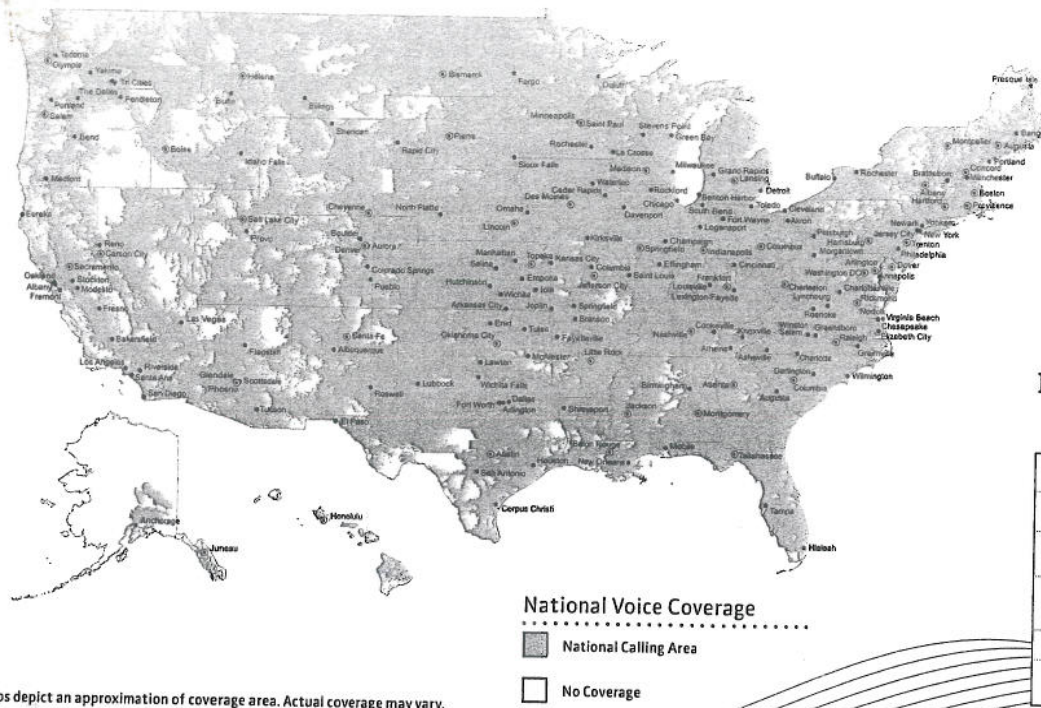 Tacoma
Olympia
Yakima
Tri Cities
The Dalles
Pendleton
Portland
Salem
Bend
Medford
Eureka
Helena
Butte
Billings
Boise
Idaho Falls
Sheridan
Bismarck
Fargo
Duluth
Pierre
Rapid City
Minneapolis
Saint Paul
Stevens Point
Green Bay
Rochester
La Crosse
Sioux Falls
Madison
Milwaukee
Grand Rapids
Lansing
Waterloo
Cedar Rapids
Rockford
Detroit
Des Moines
Chicago
Benton Harbor
Toledo
South Bend
Davenport
Fort Wayne
Cleveland
Logansport
Akron
Buffalo
Rochester
Presque Isle
Montpelier
Augusta
Portland
Concord
Manchester
Brattleboro
Albany
Boston
Hartford
Providence
Newark
Yonkers
Jersey City
New York
Pittsburgh
Harrisburg
Trenton
Philadelphia
Morgantown
Arlington
Dover
Washington DC
Annapolis
Cheyenne
North Platte
Omaha
Lincoln
Salt Lake City
Provo
Boulder
Denver
Aurora
Colorado Springs
Pueblo
Reno
Carson City
Sacramento
Oakland
Stockton
Albany
Modesto
Fremont
Fresno
Las Vegas
Bakersfield
Los Angeles
Riverside
Santa Ana
San Diego
Kirksville
Manhattan
Topeka
Kansas City
Salina
Columbia
Emporia
Jefferson City
Hutchinson
Iola
Wichita
Springfield
Champaign
Indianapolis
Effingham
Saint Louis
Columbus
Cincinnati
Frankfort
Louisville
Lexington/Fayette
Charleston
Charlottesville
Lynchburg
Richmond
Roanoke
Norfolk
Virginia Beach
Chesapeake
Elizabeth City
Arkansas City
Joplin
Springfield
Branson
Enid
Tulsa
Fayetteville
Oklahoma City
Little Rock
McAlester
Lawton
Nashville
Cookeville
Knoxville
Winston Salem
Greensboro
Raleigh
Greenville
Athens
Asheville
Charlotte
Darlington
Wilmington
Columbia
Birmingham
Atlanta
Augusta
Santa Fe
Albuquerque
Flagstaff
Glendale
Scottsdale
Phoenix
Tucson
Roswell
Lubbock
Wichita Falls
Fort Worth
Dallas
Arlington
Shreveport
Jackson
Montgomery
El Paso
Austin
Baton Rouge
Mobile
Tallahassee
Houston
New Orleans
San Antonio
Corpus Christi
Tampa
Hialeah
Anchorage
Juneau
Honolulu
National Voice Coverage
National Calling Area
No Coverage
depict an approximation of coverage area. Actual coverage may vary.